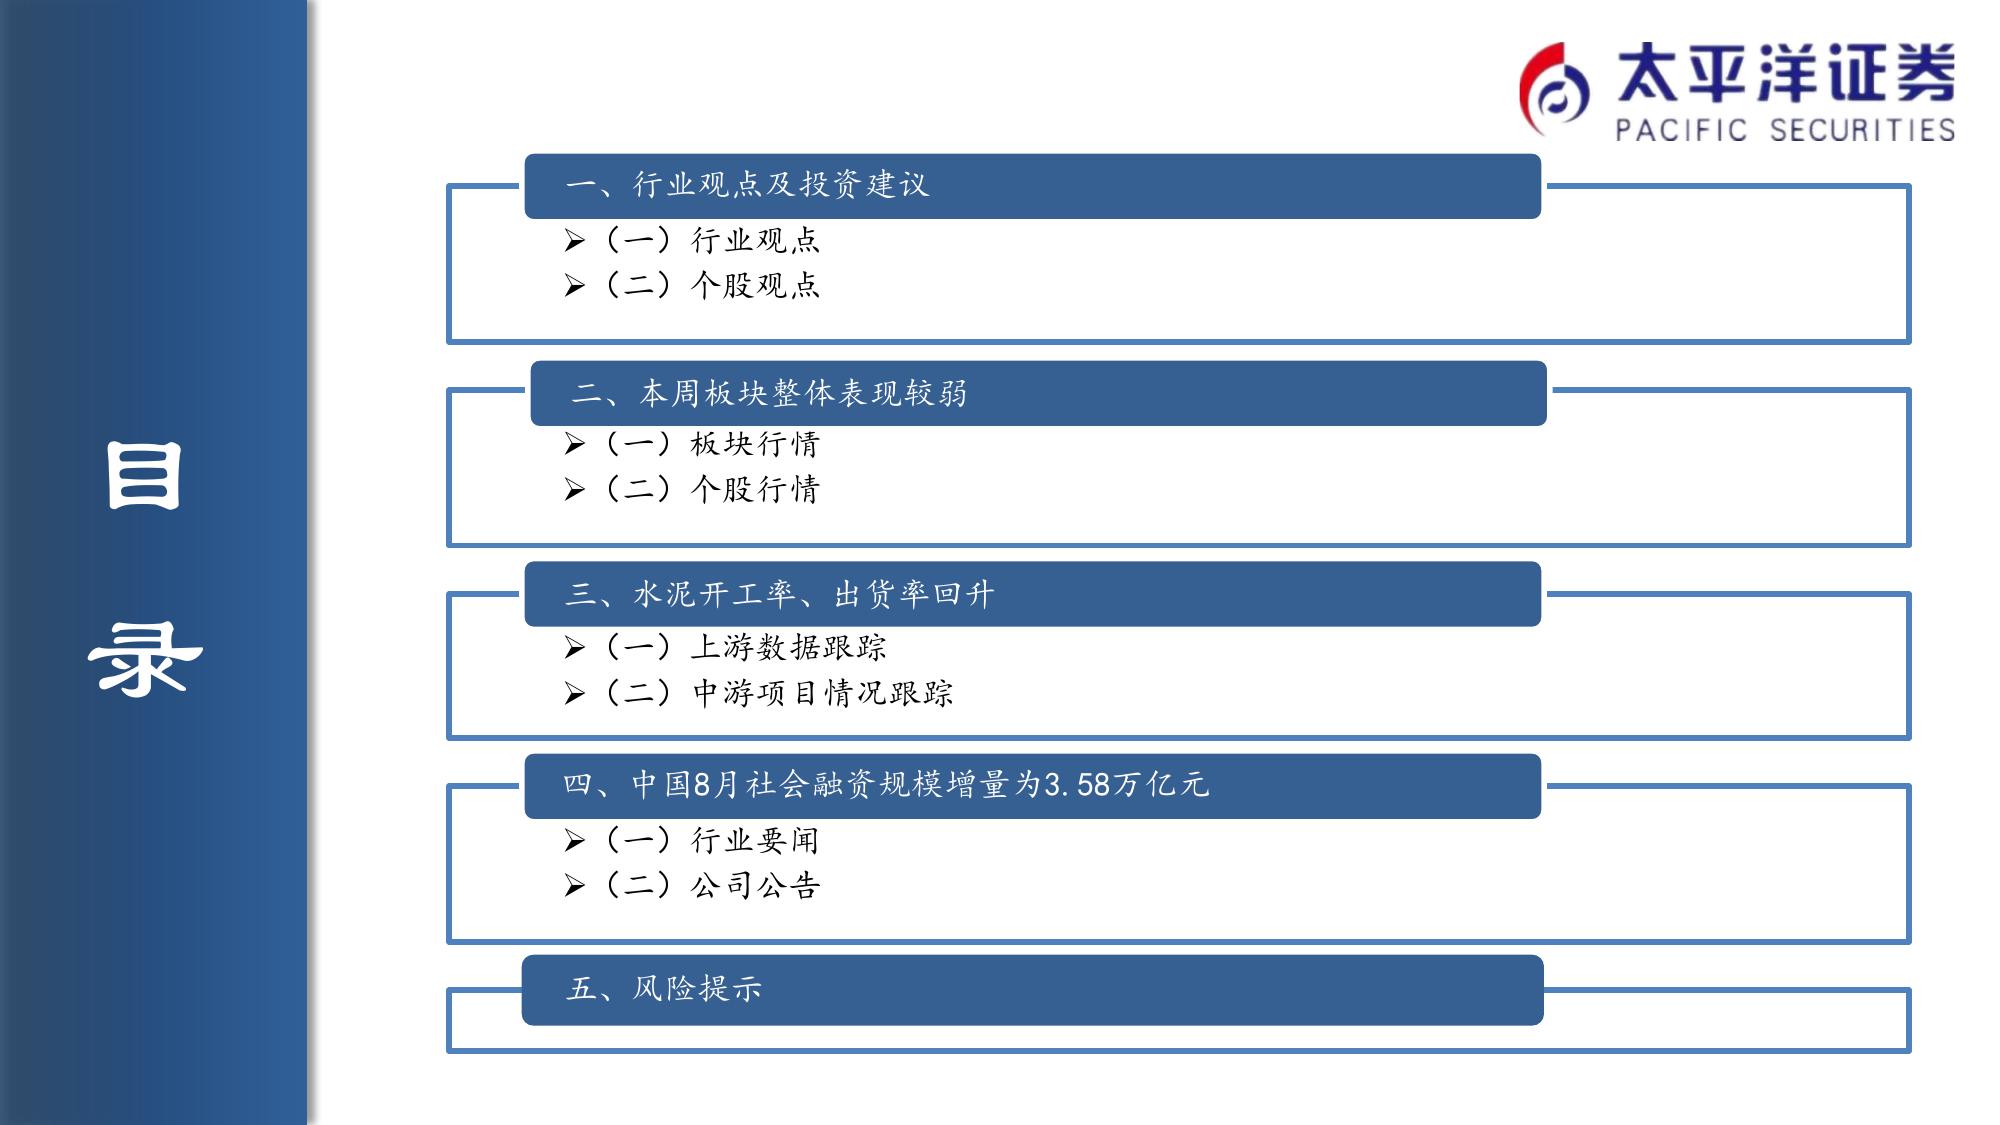 太平洋证券
PACIFIC SECURITIES
目
录
一、行业观点及投资建议
➢（一）行业观点
➢（二）个股观点
二、本周板块整体表现较弱
➢（一）板块行情
➢（二）个股行情
三、水泥开工率、出货率回升
➢（一）上游数据跟踪
➢（二）中游项目情况跟踪
四、中国8月社会融资规模增量为3.58万亿元
➢（一）行业要闻
➢（二）公司公告
五、风险提示